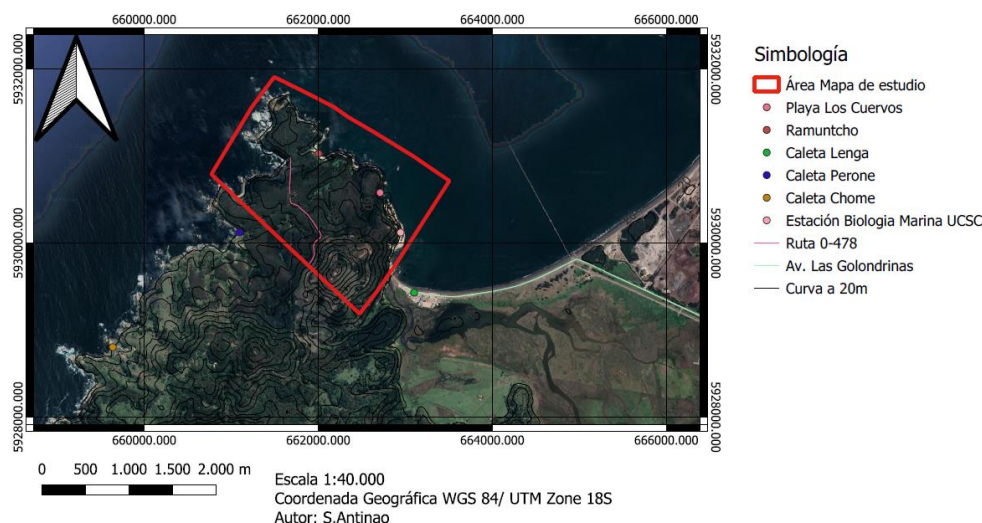 660000.000
662000.000
664000.000
666000.000
5932000.000
5932000.000
5930000.000
5930000.000
5928000.000
5928000.000
660000.000
662000.000
664000.000
666000.000
Simbología
Área Mapa de estudio
Playa Los Cuervos
Ramuntcho
Caleta Lenga
Caleta Perone
Caleta Chome
Estación Biologia Marina UCSC
Ruta 0-478
Av. Las Golondrinas
Curva a 20m
0 500 1.000 1.500 2.000 m
Escala 1:40.000
Coordenada Geográfica WGS 84/ UTM Zone 18S
Autor: S.Antinao